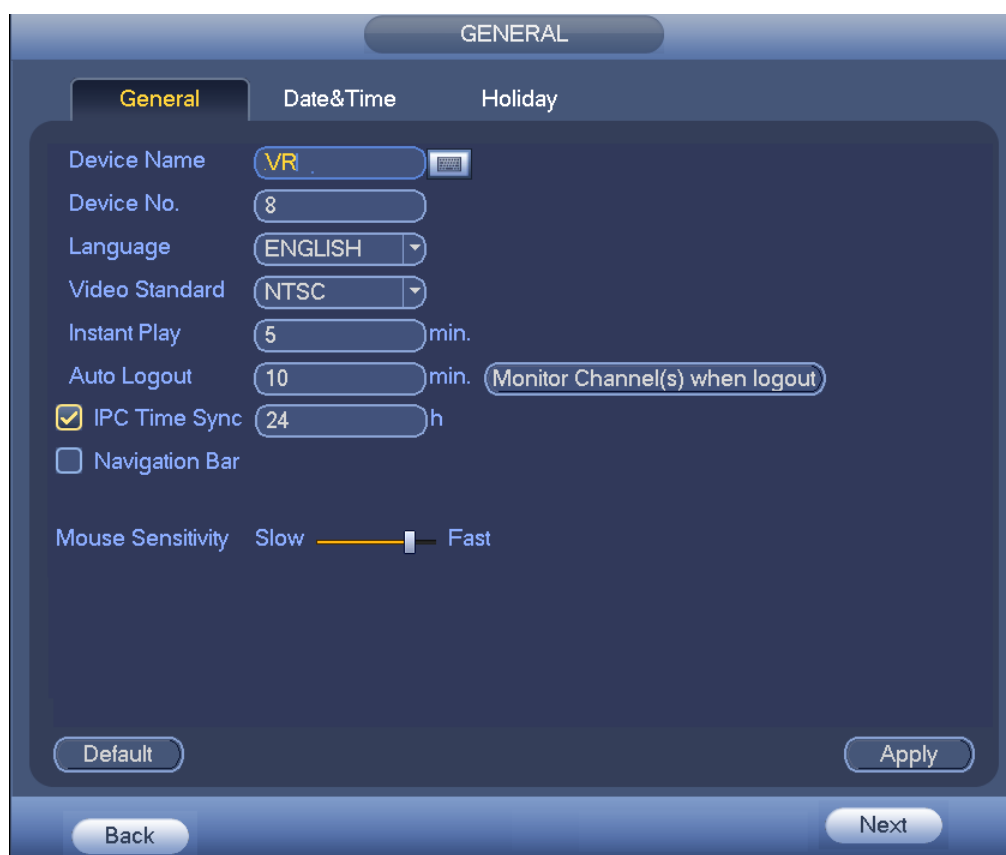 GENERAL
General Date&Time Holiday
Device Name VR
Device No. 8
Language ENGLISH
Video Standard NTSC
Instant Play 5 min.
Auto Logout 10 min. Monitor Channel(s) when logout
IPC Time Sync 24 h
Navigation Bar
Mouse Sensitivity Slow Fast
Default Apply
Back Next